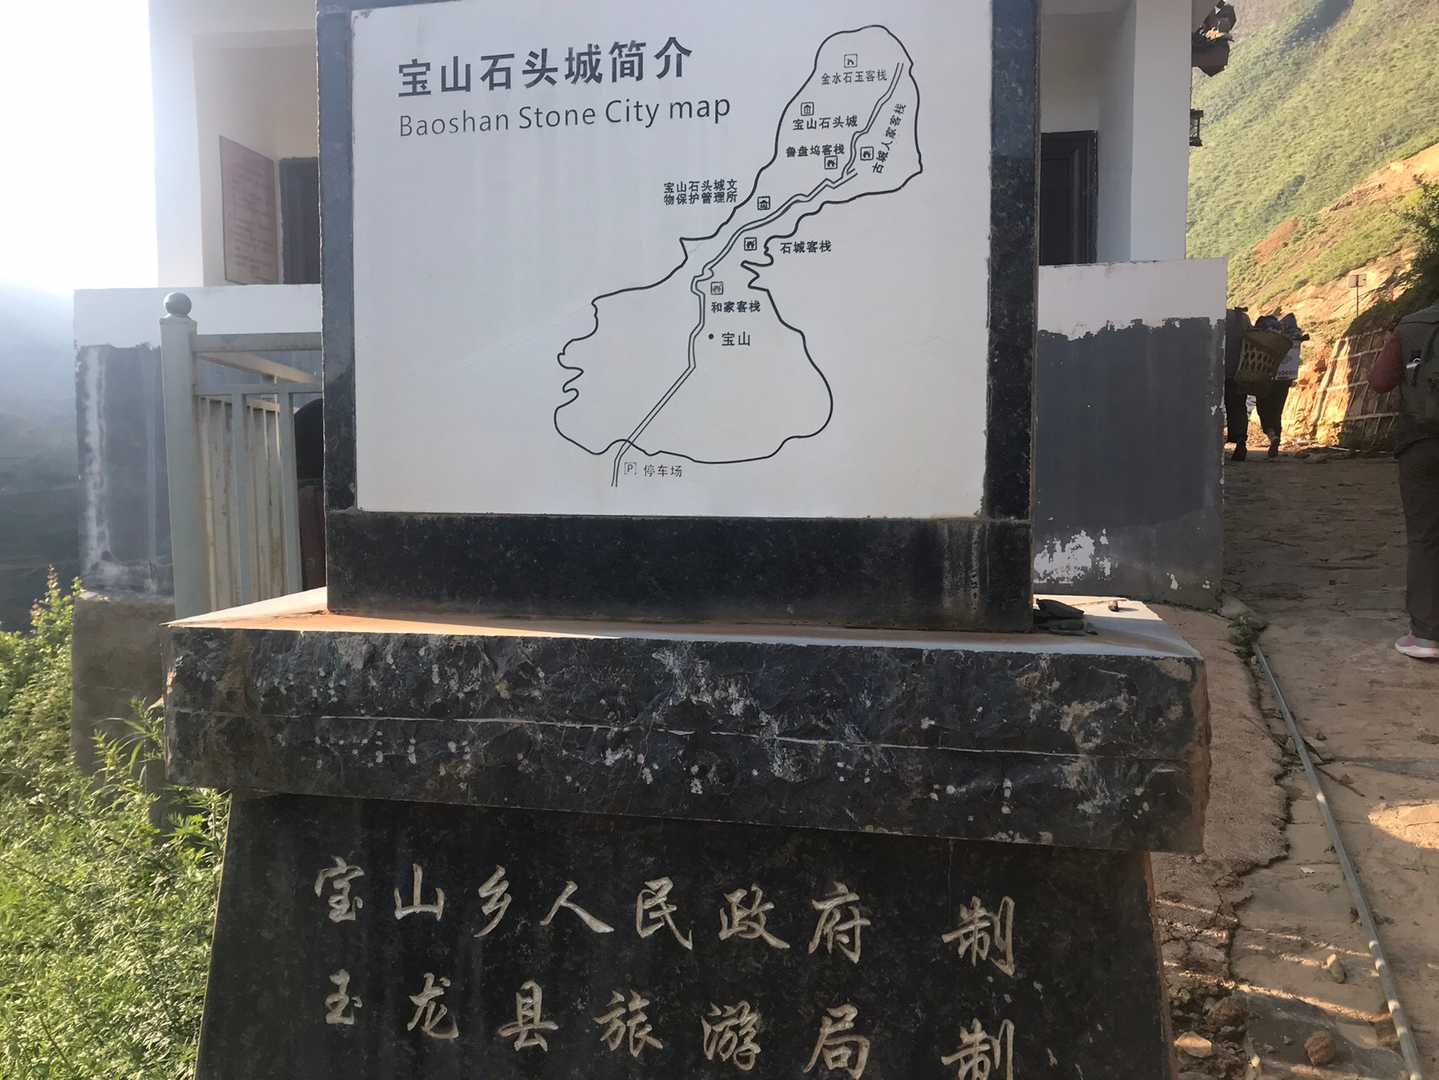 宝山石头城简介
Baoshan Stone City map
金水石玉客栈
宝山石头城
古城人家客栈
鲁盘坞客栈
宝山石头城文
物保护管理所
石城客栈
和家客栈
宝山
P 停车场
宝山乡人民政府 制
玉龙县旅游局 制